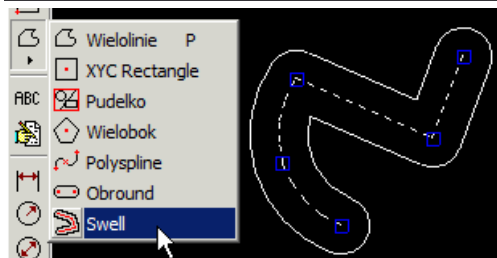 Wielolinie P
XYC Rectangle
ABC
Pudelko
Wielobok
Polyspline
Obround
Swell